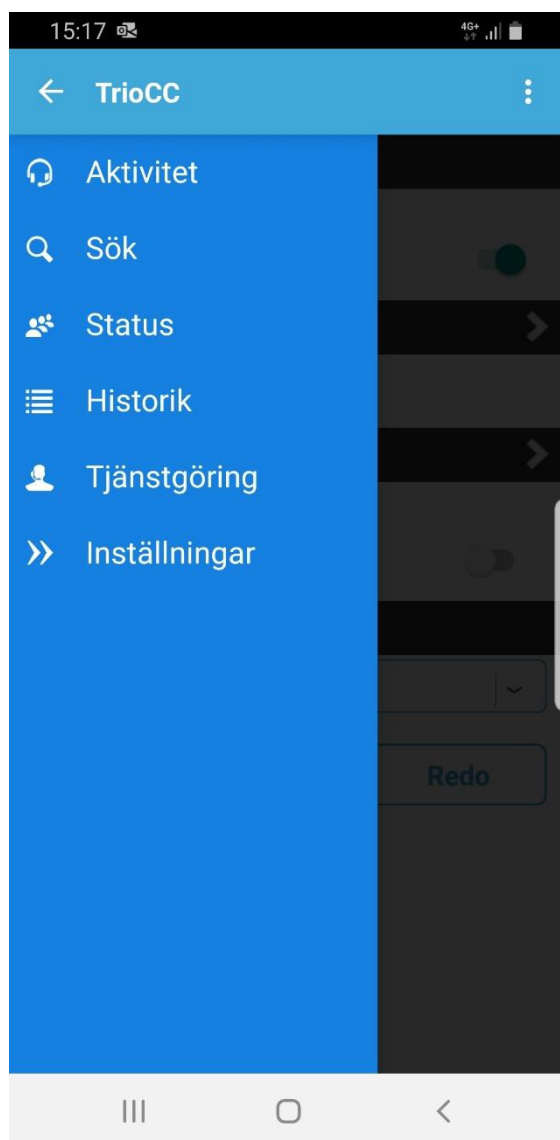 15:17
4G+
TrioCC
Aktivitet
Sök
Status
Historik
Tjänstgöring
Inställningar
Redo